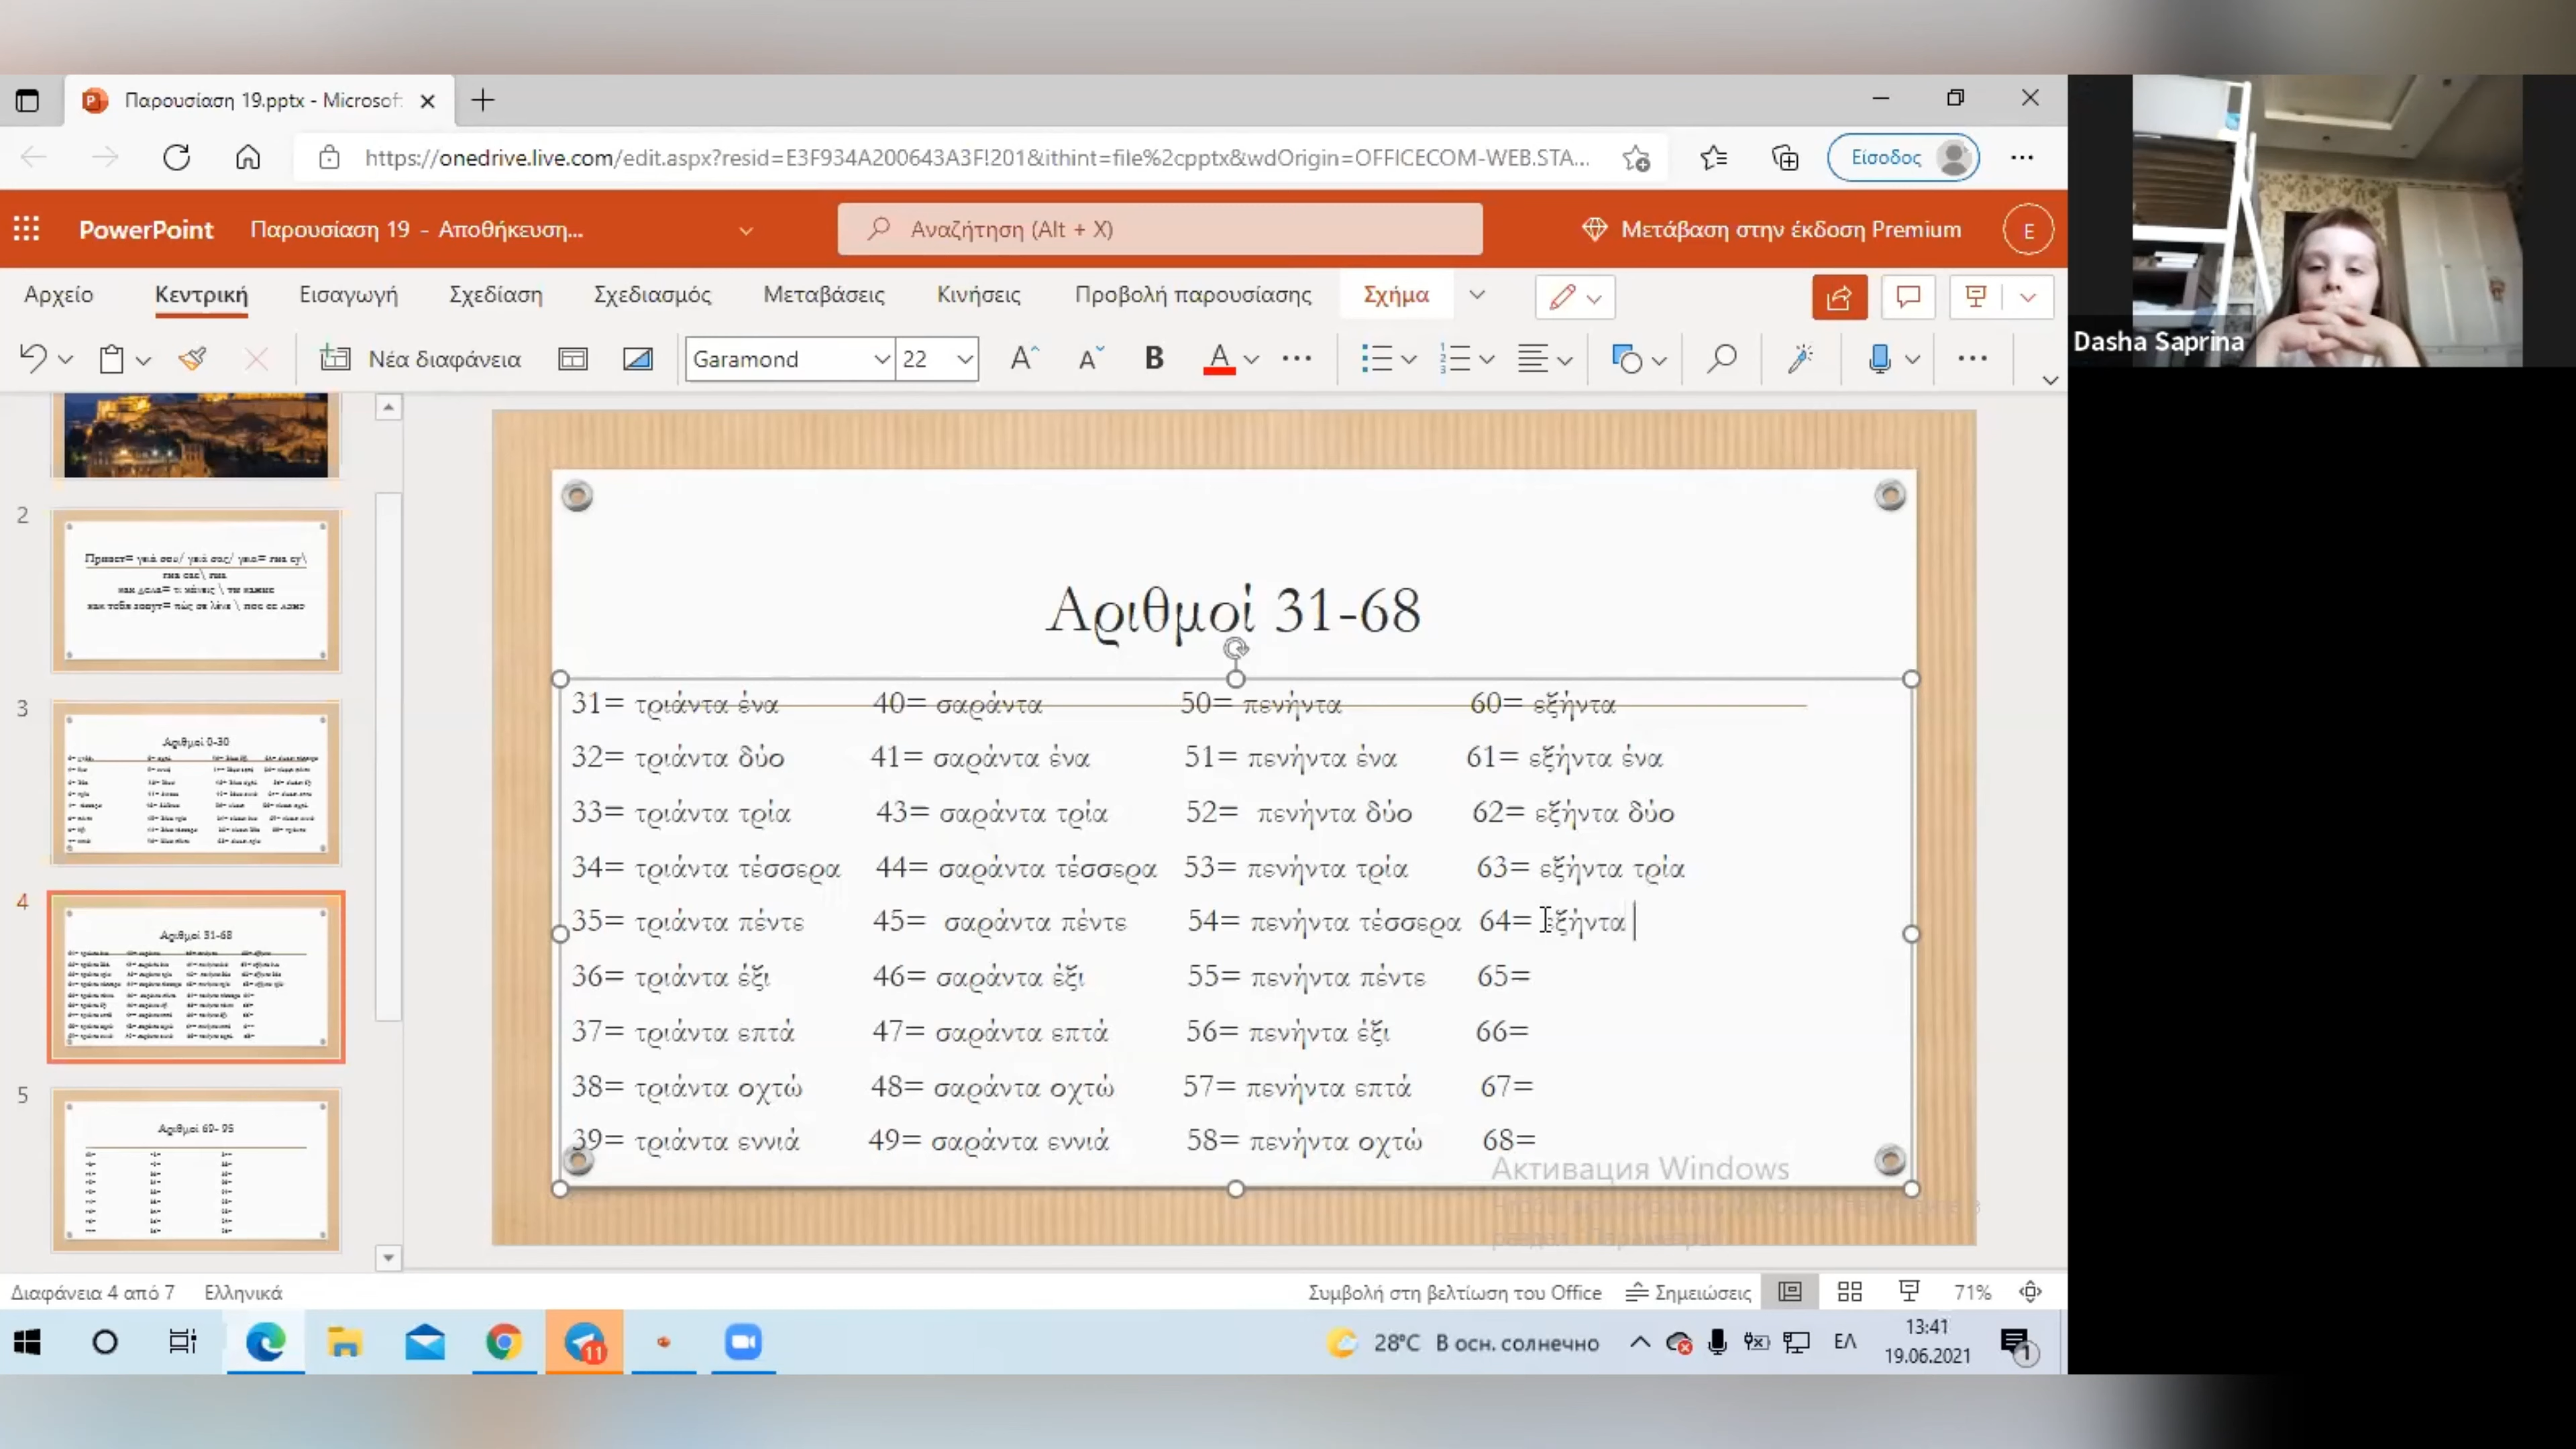 Παρουσίαση 19.pptx - Microsof
https://onedrive.live.com/edit.aspx?resid=E3F934A200643A3F!201&ithint=file%2cpptx&wdOrigin=OFFICECOM-WEB.STA...
Είσοδος
PowerPoint
Παρουσίαση 19 - Αποθήκευση...
Αναζήτηση (Alt + X)
Μετάβαση στην έκδοση Premium
E
Αρχείο Κεντρική Εισαγωγή Σχεδίαση Σχεδιασμός Μεταβάσεις Κινήσεις Προβολή παρουσίασης Σχήμα
Νέα διαφάνεια
Garamond
22
Dasha Saprina
2
3
Αριθμοί 0-30
4
Αριθμοί 31-68
5
Αριθμοί 69- 95
Αριθμοί 31-68
31= τριάντα ένα 40= σαράντα 50= πενήντα 60= εξήντα
32= τριάντα δύο 41= σαράντα ένα 51= πενήντα ένα 61= εξήντα ένα
33= τριάντα τρία 43= σαράντα τρία 52= πενήντα δύο 62= εξήντα δύο
34= τριάντα τέσσερα 44= σαράντα τέσσερα 53= πενήντα τρία 63= εξήντα τρία
35= τριάντα πέντε 45= σαράντα πέντε 54= πενήντα τέσσερα 64= εξήντα
36= τριάντα έξι 46= σαράντα έξι 55= πενήντα πέντε 65=
37= τριάντα επτά 47= σαράντα επτά 56= πενήντα έξι 66=
38= τριάντα οχτώ 48= σαράντα οχτώ 57= πενήντα επτά 67=
39= τριάντα εννιά 49= σαράντα εννιά 58= πενήντα οχτώ 68=
Активация Windows
Διαφάνεια 4 από 7 Ελληνικά
Συμβολή στη βελτίωση του Office Σημειώσεις 71%
11
28°C В осн. солнечно
ΕΛ
13:41
19.06.2021
1